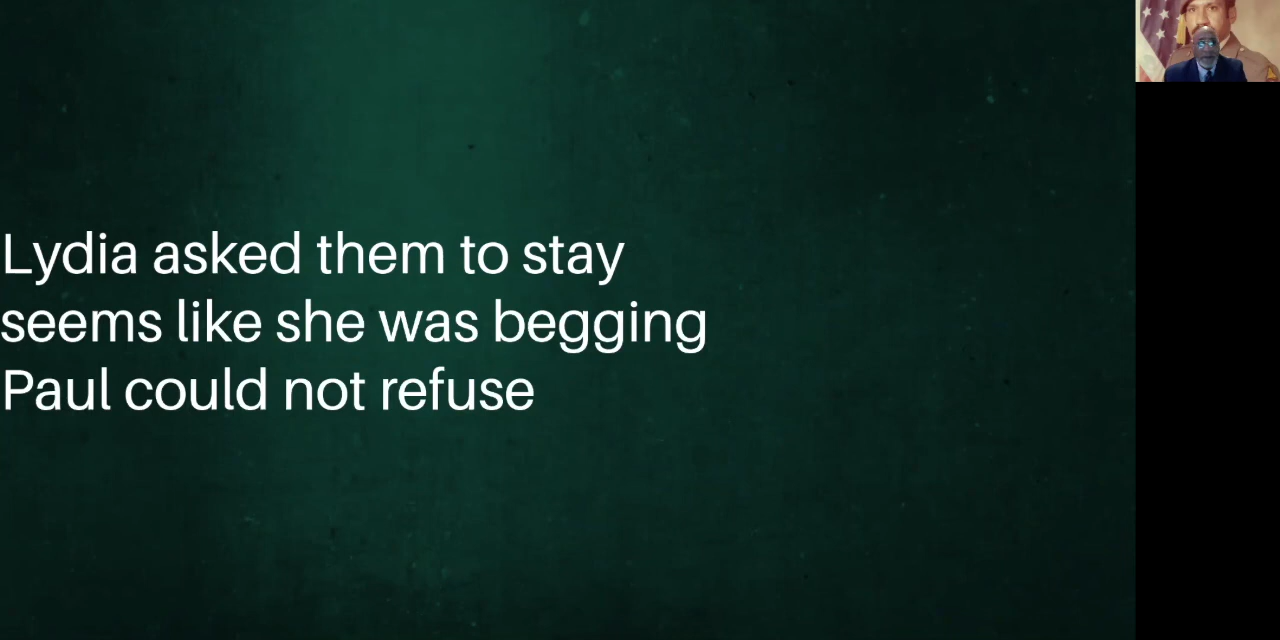 Lydia asked them to stay
seems like she was begging
Paul could not refuse